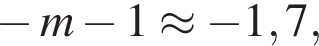 − m − 1 ≈ −1, 7,